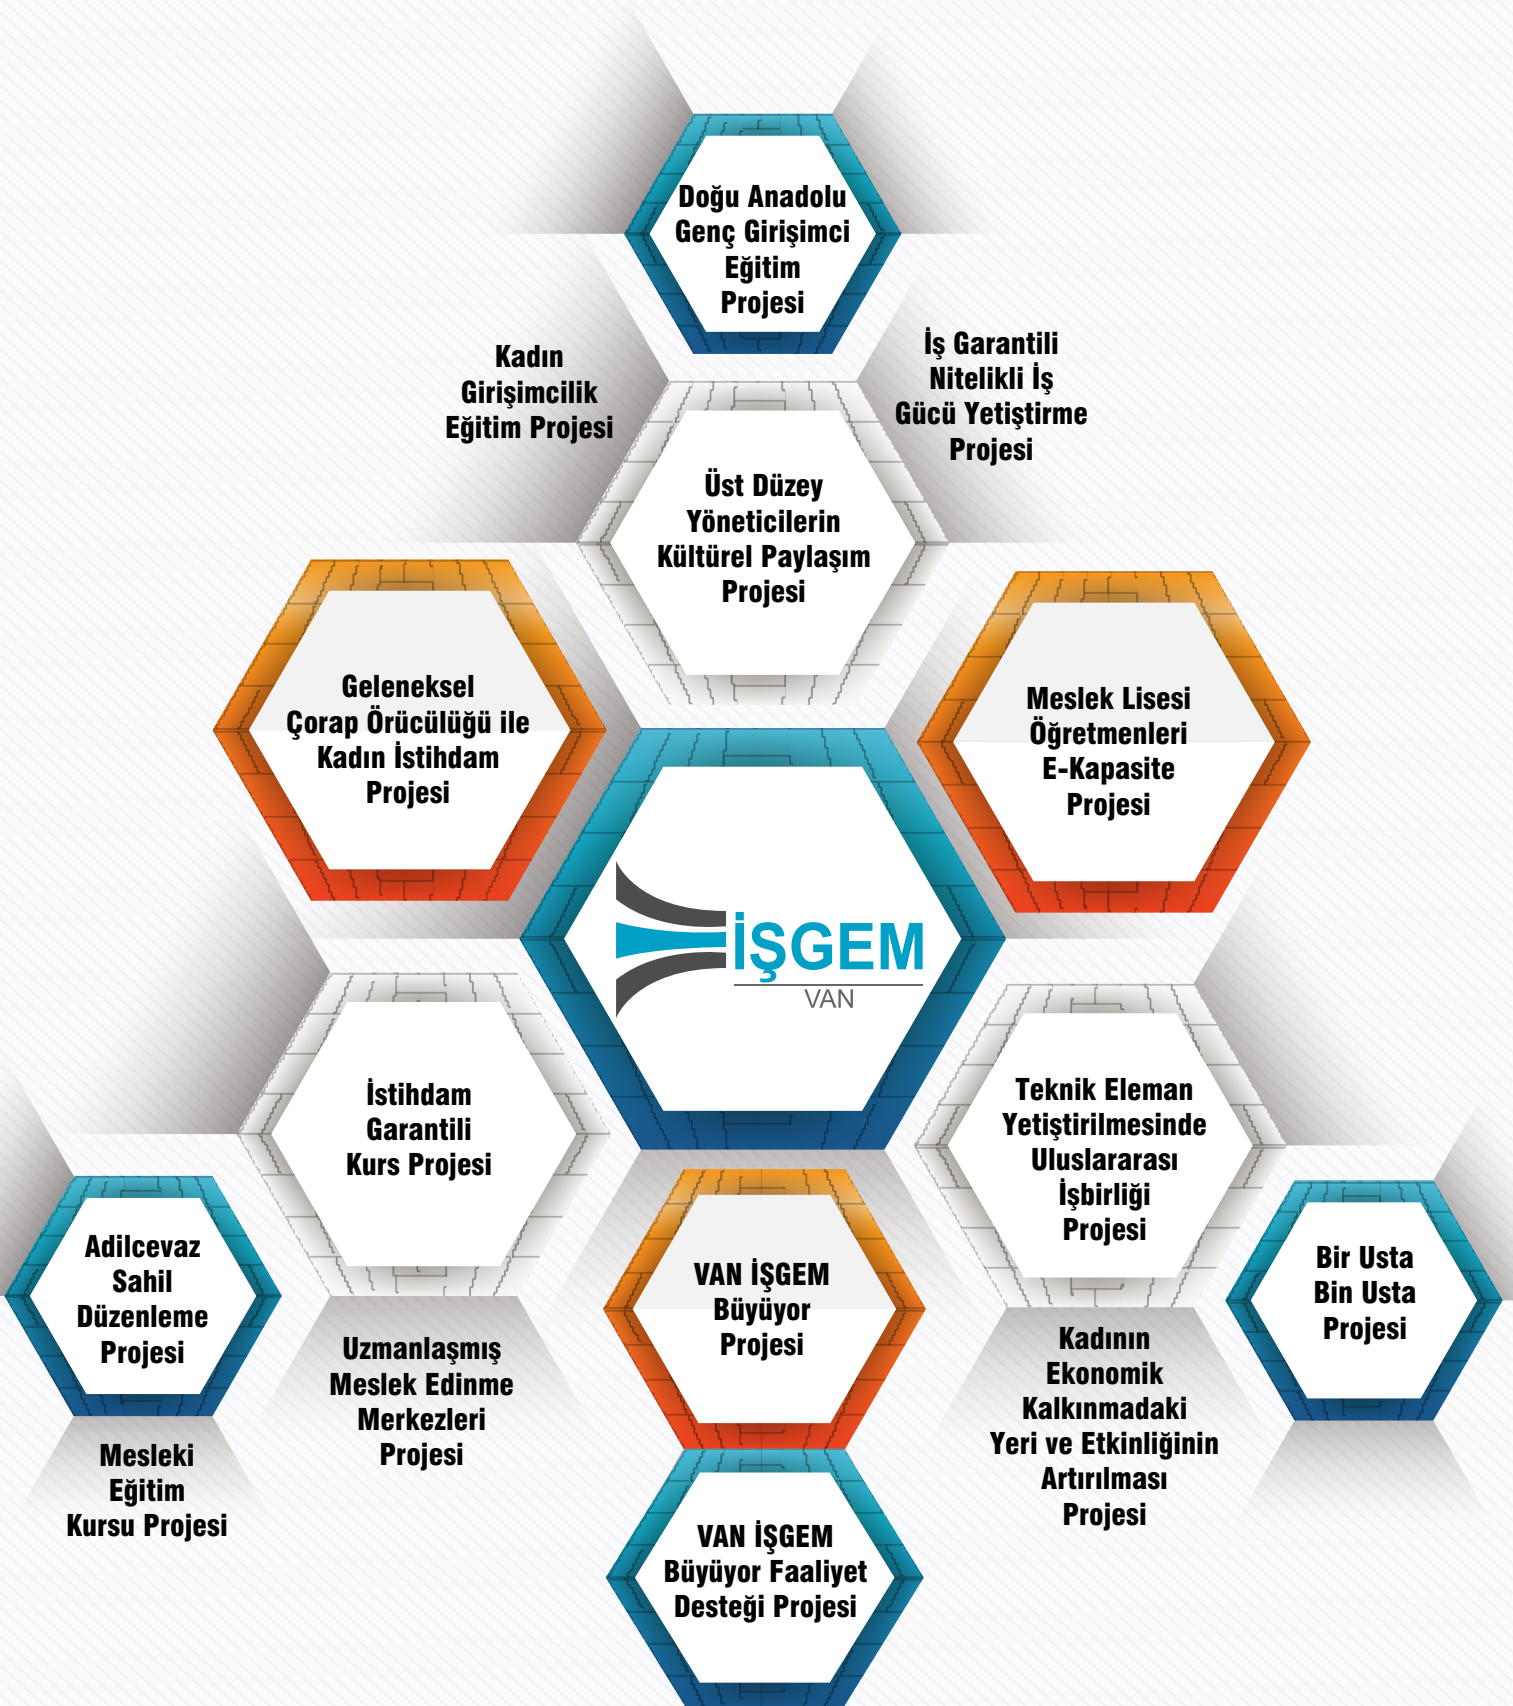 Doğu Anadolu
Genç Girişimci
Eğitim
Projesi
Kadın
Girişimcilik
Eğitim Projesi
İş Garantili
Nitelikli İş
Gücü Yetiştirme
Projesi
Üst Düzey
Yöneticilerin
Kültürel Paylaşım
Projesi
Geleneksel
Çorap Örücülüğü ile
Kadın İstihdam
Projesi
Meslek Lisesi
Öğretmenleri
E-Kapasite
Projesi
İŞGEM
VAN
İstihdam
Garantili
Kurs Projesi
Teknik Eleman
Yetiştirilmesinde
Uluslararası
İşbirliği
Projesi
Adilcevaz
Sahil
Düzenleme
Projesi
VAN İŞGEM
Büyüyor
Projesi
Bir Usta
Bin Usta
Projesi
Uzmanlaşmış
Meslek Edinme
Merkezleri
Projesi
Kadının
Ekonomik
Kalkınmadaki
Yeri ve Etkinliğinin
Artırılması
Projesi
Mesleki
Eğitim
Kursu Projesi
VAN İŞGEM
Büyüyor Faaliyet
Desteği Projesi